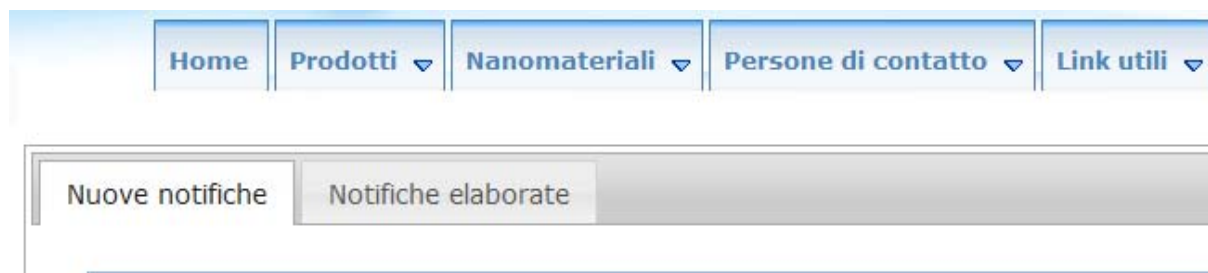 Home Prodotti Nanomateriali Persone di contatto Link utili
Nuove notifiche Notifiche elaborate